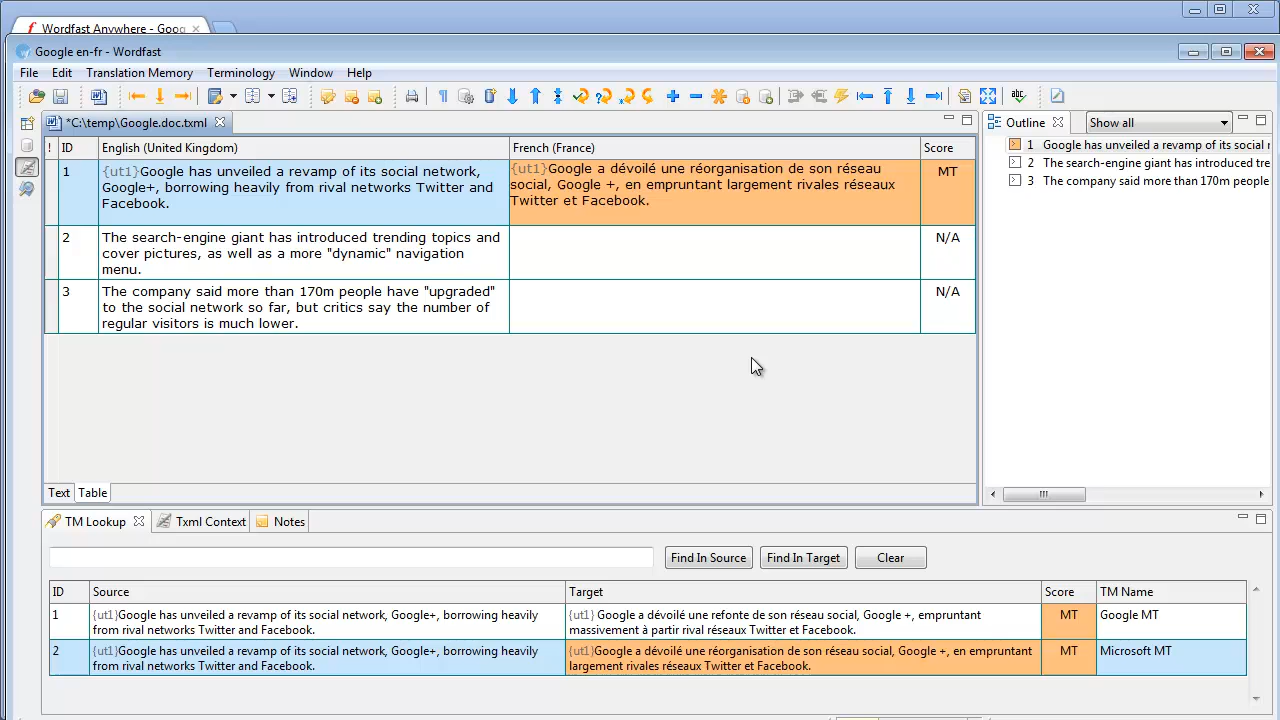 Wordfast Anywhere - Goog
Google en-fr - Wordfast
File Edit Translation Memory Terminology Window Help
*C:\temp\Google.doc.txml
Outline
Show all
! ID English (United Kingdom) French (France) Score
1 Google has unveiled a revamp of its social r
2 The search-engine giant has introduced tre
3 The company said more than 170m people
1
{ut1}Google has unveiled a revamp of its social network,
Google+, borrowing heavily from rival networks Twitter and
Facebook.
{ut1}Google a dévoilé une réorganisation de son réseau
social, Google +, en empruntant largement rivales réseaux
Twitter et Facebook.
MT
2
The search-engine giant has introduced trending topics and
cover pictures, as well as a more "dynamic" navigation
menu.
N/A
3
The company said more than 170m people have "upgraded"
to the social network so far, but critics say the number of
regular visitors is much lower.
N/A
Text Table
TM Lookup Txml Context Notes
Find In Source Find In Target Clear
ID Source Target Score TM Name
1
{ut1}Google has unveiled a revamp of its social network, Google+, borrowing heavily
from rival networks Twitter and Facebook.
{ut1} Google a dévoilé une refonte de son réseau social, Google +, empruntant
massivement à partir rival réseaux Twitter et Facebook.
MT
Google MT
2
{ut1}Google has unveiled a revamp of its social network, Google+, borrowing heavily
from rival networks Twitter and Facebook.
{ut1}Google a dévoilé une réorganisation de son réseau social, Google +, en empruntant
largement rivales réseaux Twitter et Facebook.
MT
Microsoft MT